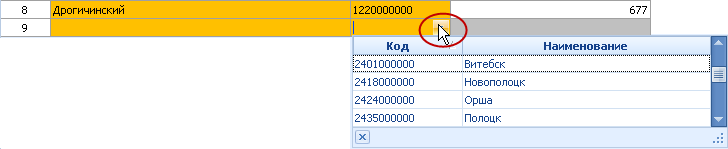 8 Дрогичинский 1220000000 677
9
Код Наименование
2401000000 Витебск
2418000000 Новополоцк
2424000000 Орша
2435000000 Полоцк